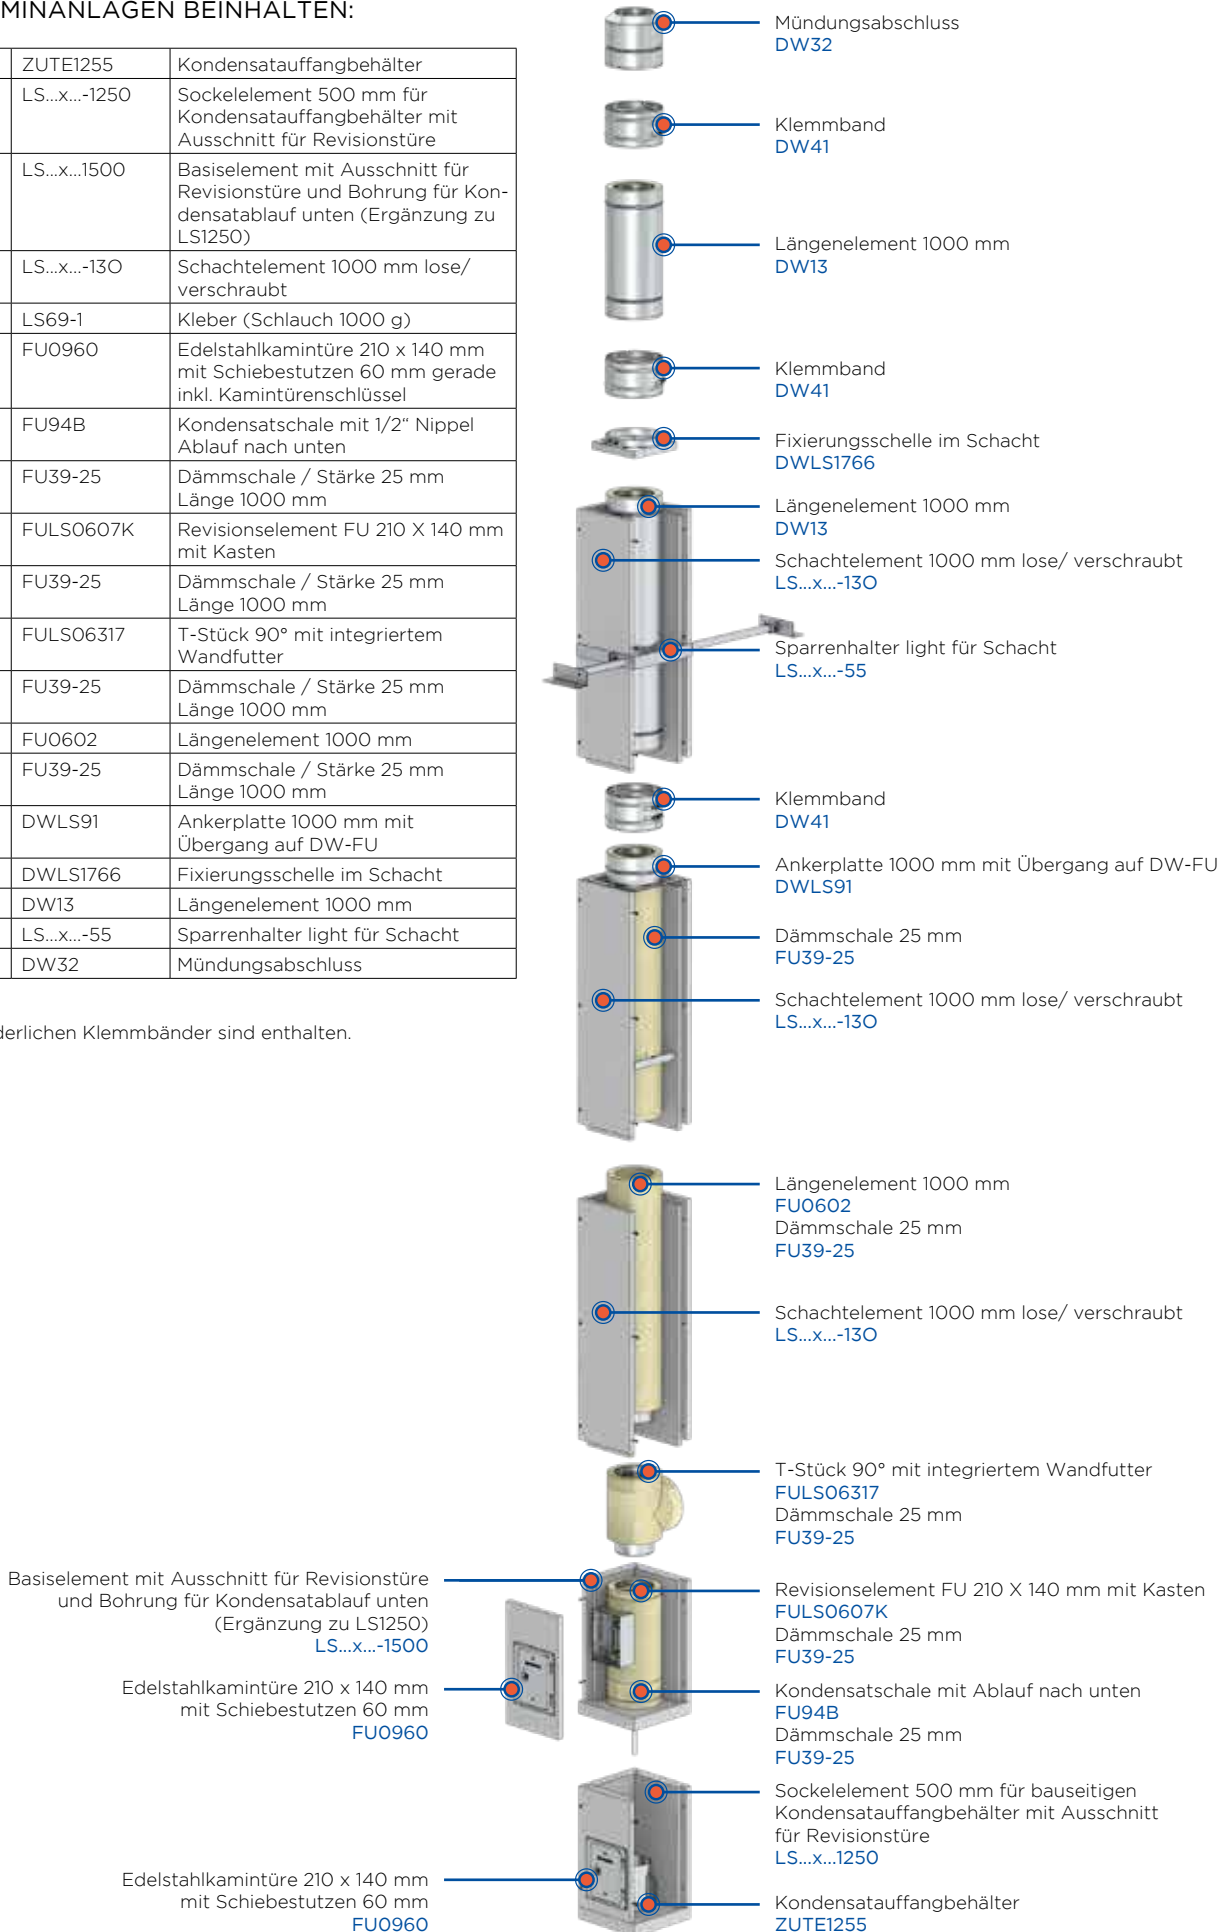 MINANLAGEN BEINHALTEN:
ZUTE1255 Kondensatauffangbehälter
LS...x...-1250 Sockelelement 500 mm für
Kondensatauffangbehälter mit
Ausschnitt für Revisionstüre
LS...x...1500 Basiselement mit Ausschnitt für
Revisionstüre und Bohrung für Kon-
densatablauf unten (Ergänzung zu
LS1250)
LS...x...-13O Schachtelement 1000 mm lose/
verschraubt
LS69-1 Kleber (Schlauch 1000 g)
FU0960 Edelstahlkamintüre 210 x 140 mm
mit Schiebestutzen 60 mm gerade
inkl. Kamintürenschlüssel
FU94B Kondensatschale mit 1/2“ Nippel
Ablauf nach unten
FU39-25 Dämmschale / Stärke 25 mm
Länge 1000 mm
FULS0607K Revisionselement FU 210 X 140 mm
mit Kasten
FU39-25 Dämmschale / Stärke 25 mm
Länge 1000 mm
FULS06317 T-Stück 90° mit integriertem
Wandfutter
FU39-25 Dämmschale / Stärke 25 mm
Länge 1000 mm
FU0602 Längenelement 1000 mm
FU39-25 Dämmschale / Stärke 25 mm
Länge 1000 mm
DWLS91 Ankerplatte 1000 mm mit
Übergang auf DW-FU
DWLS1766 Fixierungsschelle im Schacht
DW13 Längenelement 1000 mm
LS...x...-55 Sparrenhalter light für Schacht
DW32 Mündungsabschluss
derlichen Klemmbänder sind enthalten.
Mündungsabschluss
DW32
Klemmband
DW41
Längenelement 1000 mm
DW13
Klemmband
DW41
Fixierungsschelle im Schacht
DWLS1766
Längenelement 1000 mm
DW13
Schachtelement 1000 mm lose/ verschraubt
LS...x...-13O
Sparrenhalter light für Schacht
LS...x...-55
Klemmband
DW41
Ankerplatte 1000 mm mit Übergang auf DW-FU
DWLS91
Dämmschale 25 mm
FU39-25
Schachtelement 1000 mm lose/ verschraubt
LS...x...-13O
Längenelement 1000 mm
FU0602
Dämmschale 25 mm
FU39-25
Schachtelement 1000 mm lose/ verschraubt
LS...x...-13O
T-Stück 90° mit integriertem Wandfutter
FULS06317
Dämmschale 25 mm
FU39-25
Basiselement mit Ausschnitt für Revisionstüre
und Bohrung für Kondensatablauf unten
(Ergänzung zu LS1250)
LS...x...-1500
Edelstahlkamintüre 210 x 140 mm
mit Schiebestutzen 60 mm
FU0960
Revisionselement FU 210 X 140 mm mit Kasten
FULS0607K
Dämmschale 25 mm
FU39-25
Kondensatschale mit Ablauf nach unten
FU94B
Dämmschale 25 mm
FU39-25
Sockelelement 500 mm für bauseitigen
Kondensatauffangbehälter mit Ausschnitt
für Revisionstüre
LS...x...1250
Edelstahlkamintüre 210 x 140 mm
mit Schiebestutzen 60 mm
FU0960
Kondensatauffangbehälter
ZUTE1255